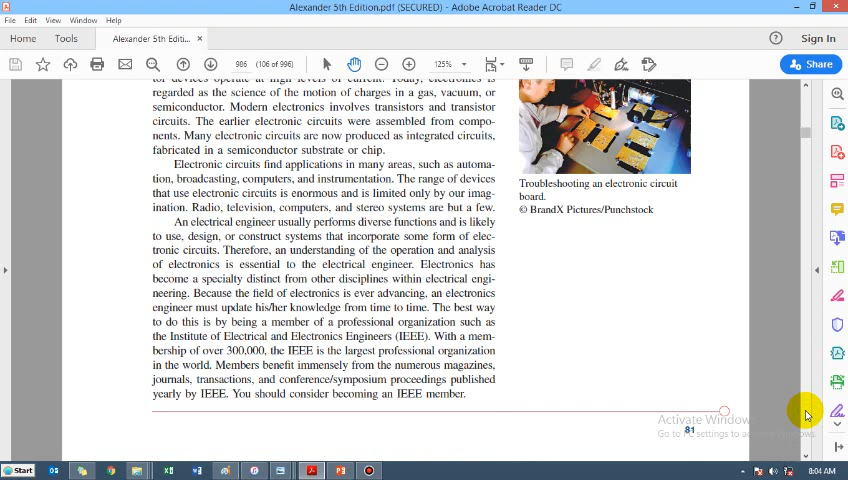 Alexander 5th Edition.pdf (SECURED) - Adobe Acrobat Reader DC
File Edit View Window Help
Home Tools Alexander 5th Editi... × Sign In
986 (106 of 996) 125% Share
tor devices operate at high levels of current. Today, electronics is
regarded as the science of the motion of charges in a gas, vacuum, or
semiconductor. Modern electronics involves transistors and transistor
circuits. The earlier electronic circuits were assembled from compo-
nents. Many electronic circuits are now produced as integrated circuits,
fabricated in a semiconductor substrate or chip.
Electronic circuits find applications in many areas, such as automa-
tion, broadcasting, computers, and instrumentation. The range of devices
that use electronic circuits is enormous and is limited only by our imag-
ination. Radio, television, computers, and stereo systems are but a few.
An electrical engineer usually performs diverse functions and is likely
to use, design, or construct systems that incorporate some form of elec-
tronic circuits. Therefore, an understanding of the operation and analysis
of electronics is essential to the electrical engineer. Electronics has
become a specialty distinct from other disciplines within electrical engi-
neering. Because the field of electronics is ever advancing, an electronics
engineer must update his/her knowledge from time to time. The best way
to do this is by being a member of a professional organization such as
the Institute of Electrical and Electronics Engineers (IEEE). With a mem-
bership of over 300,000, the IEEE is the largest professional organization
in the world. Members benefit immensely from the numerous magazines,
journals, transactions, and conference/symposium proceedings published
yearly by IEEE. You should consider becoming an IEEE member.
Troubleshooting an electronic circuit
board.
© BrandX Pictures/Punchstock
Activate Window
Go to PC settings to activate Windows.
81
Start
8:04 AM